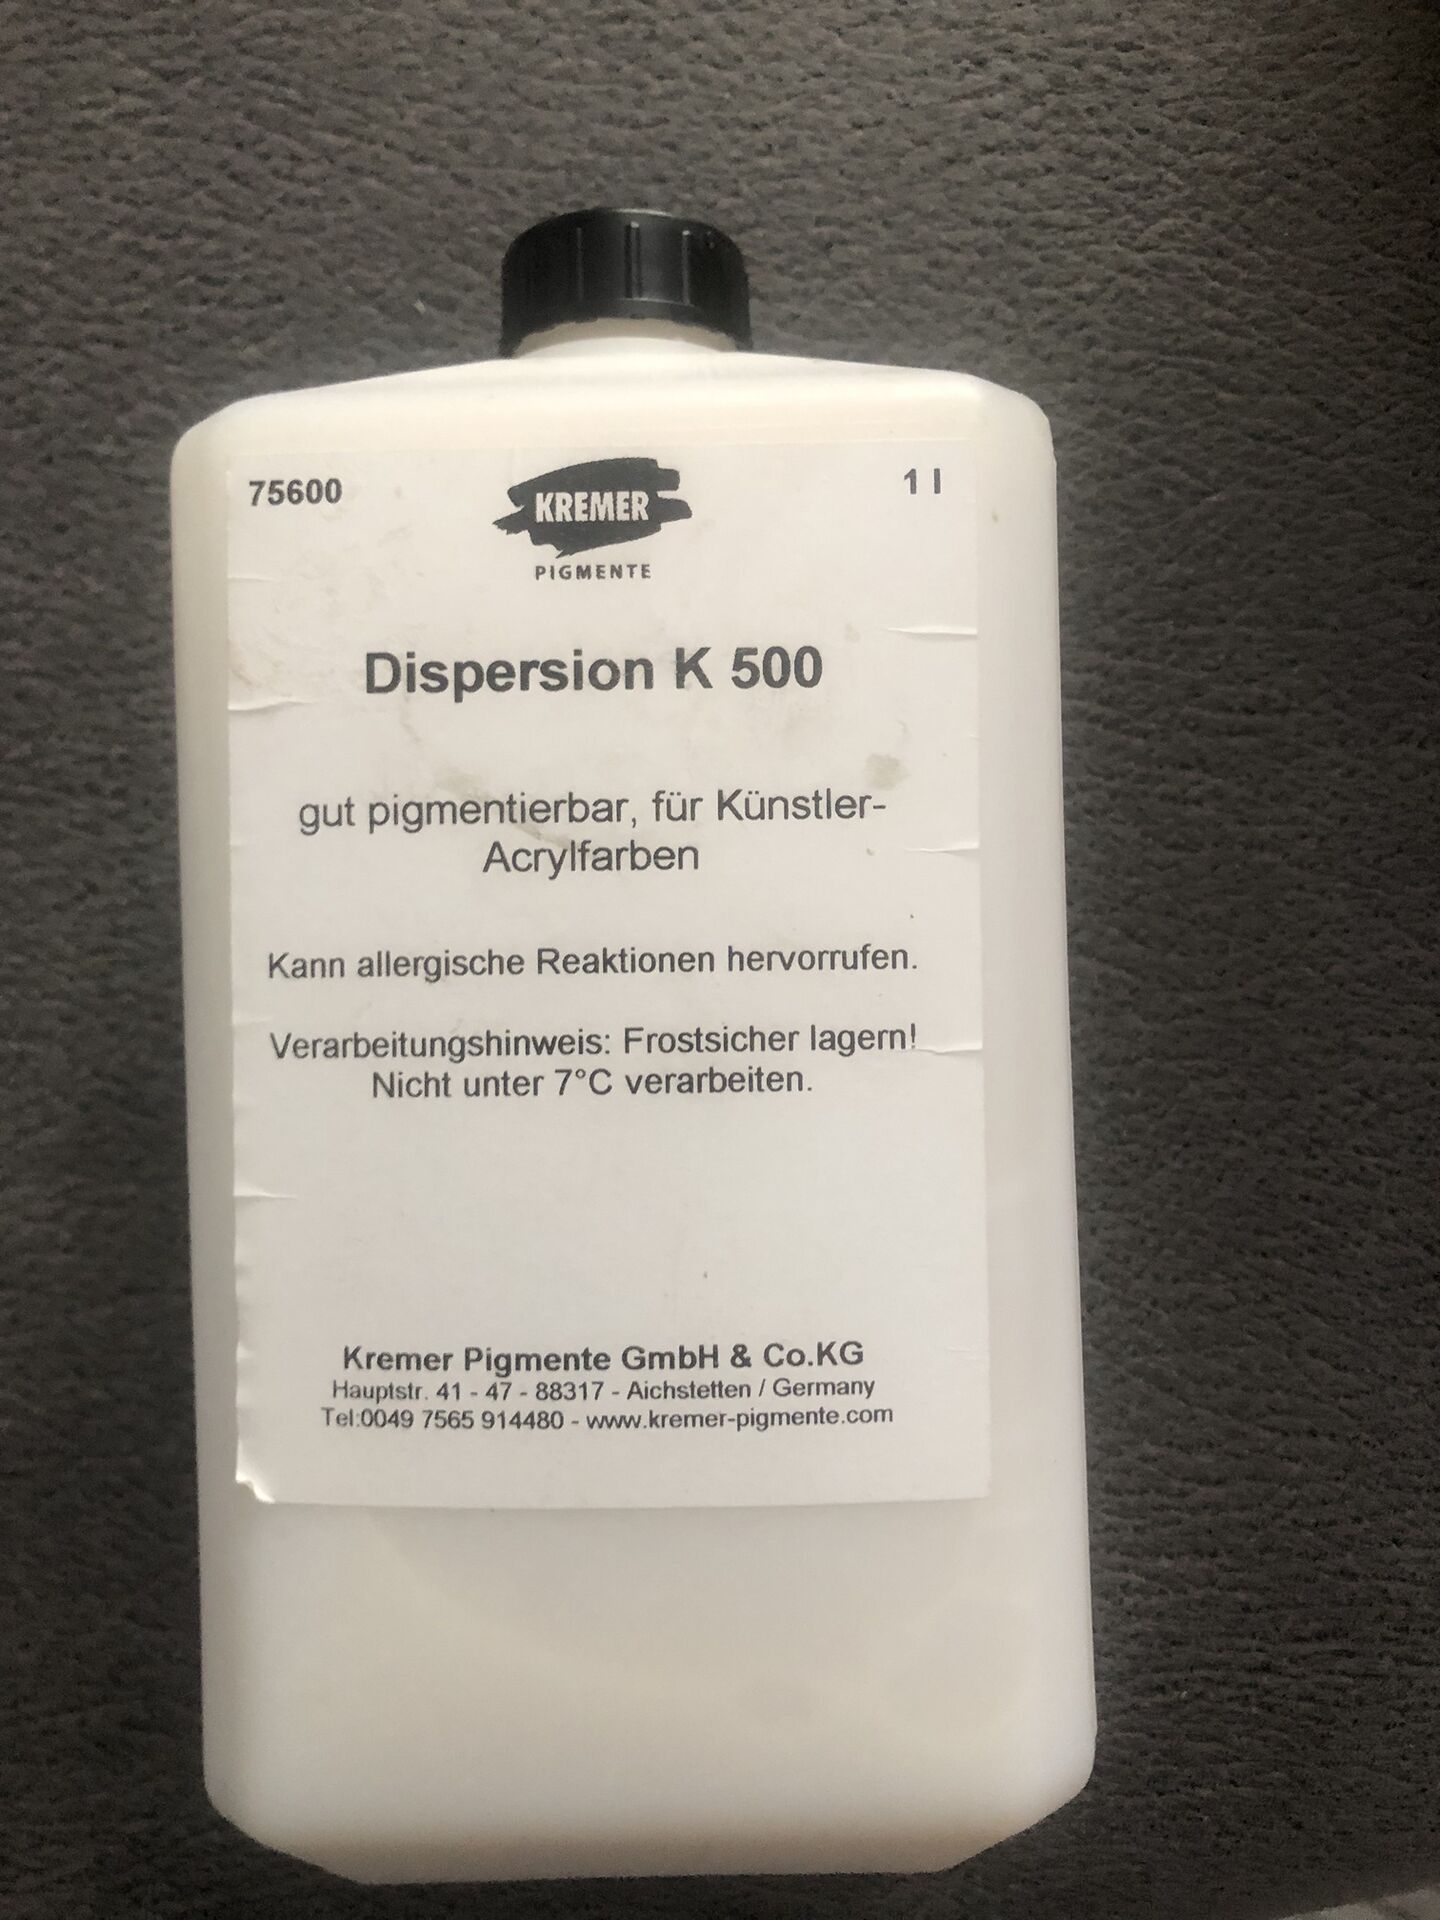 75600
1 l
KREMER
PIGMENTE
Dispersion K 500
gut pigmentierbar, für Künstler-
Acrylfarben
Kann allergische Reaktionen hervorrufen.
Verarbeitungshinweis: Frostsicher lagern!
Nicht unter 7°C verarbeiten.
Kremer Pigmente GmbH & Co.KG
Hauptstr. 41 - 47 - 88317 - Aichstetten / Germany
Tel:0049 7565 914480 - www.kremer-pigmente.com